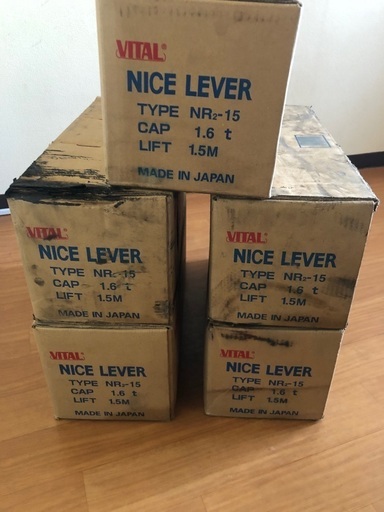 VITAL®
NICE LEVER
TYPE NR₂-15
CAP 1.6 t
LIFT 1.5M
MADE IN JAPAN
VITAL®
NICE LEVER
TYPE NR₂-15
CAP 1.6 t
LIFT 1.5M
MADE IN JAPAN
VITAL®
NICE LEVER
TYPE NR₂-15
CAP 1.6 t
LIFT 1.5M
MADE IN JAPAN
VITAL®
NICE LEVER
TYPE NR₂-15
CAP 1.6 t
LIFT 1.5M
MADE IN JAPAN
VITAL®
NICE LEVER
TYPE NR₂-15
CAP 1.6 t
LIFT 1.5M
MADE IN JAPAN